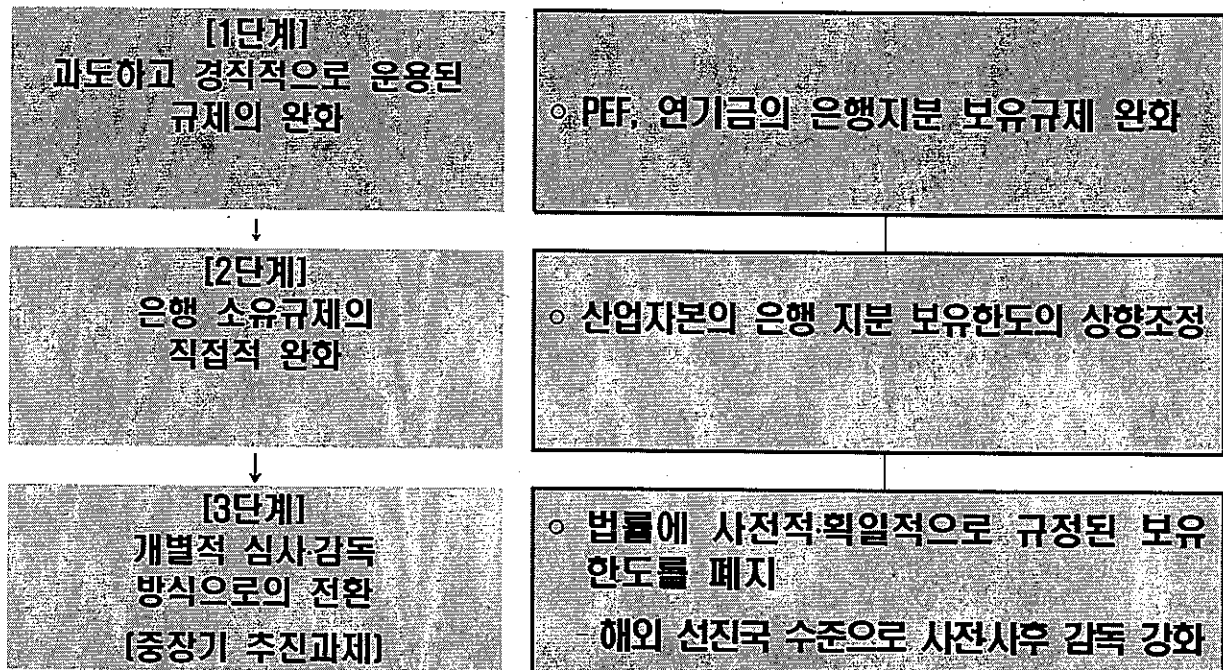 [1단계]
과도하고 경직적으로 운용된
규제의 완화
○ PEF, 연기금의 은행지분 보유규제 완화
↓
[2단계]
은행 소유규제의
직접적 완화
○ 산업자본의 은행 지분 보유한도의 상향조정
↓
[3단계]
개별적 심사·감독
방식으로의 전환
(중장기 추진과제)
○ 법률에 사전적·획일적으로 규정된 보유
한도를 폐지
- 해외 선진국 수준으로 사전·사후 감독 강화